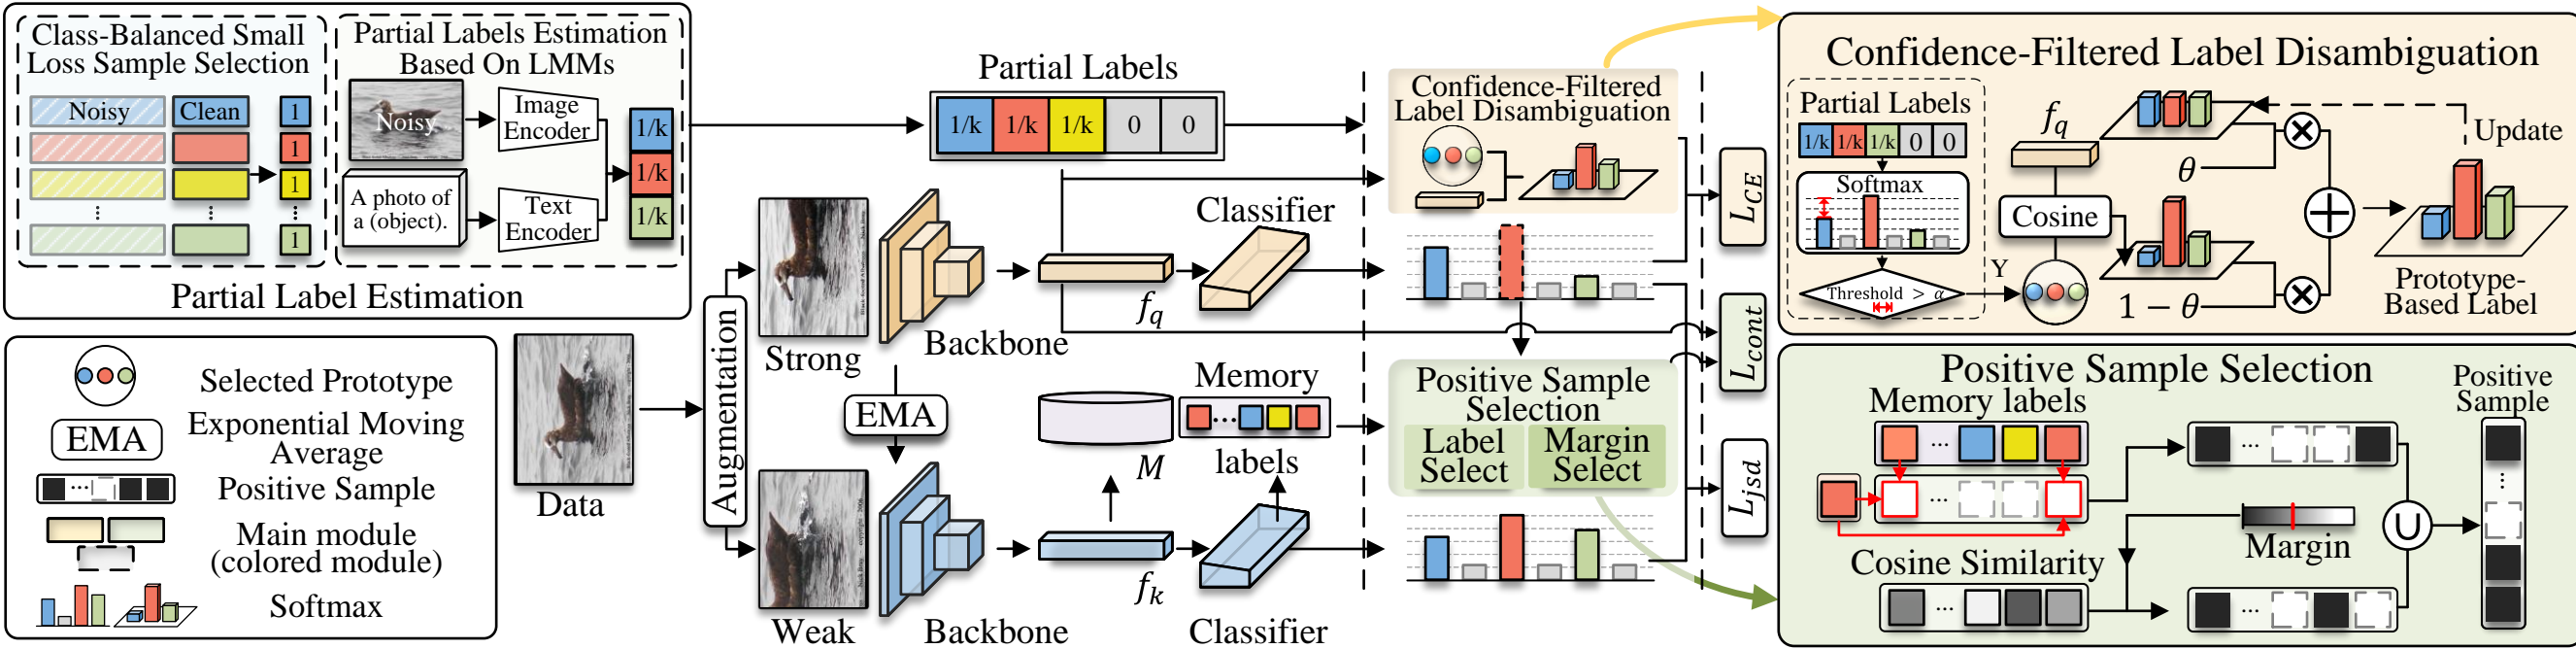 Class-Balanced Small
Loss Sample Selection
Noisy
Clean
1
1
1
1
Partial Labels Estimation
Based On LMMs
Noisy
Image
Encoder
A photo of
a (object).
Text
Encoder
1/k
1/k
1/k
Partial Label Estimation
Selected Prototype
EMA
Exponential Moving
Average
Positive Sample
Main module
(colored module)
Softmax
Data
Augmentation
Strong
Weak
Backbone
EMA
Backbone
Partial Labels
1/k 1/k 1/k 0 0
Classifier
f_q
Memory
labels
M
f_k
Classifier
Confidence-Filtered
Label Disambiguation
Positive Sample
Selection
Label
Select
Margin
Select
L_CE
L_cont
L_jsd
Confidence-Filtered Label Disambiguation
Partial Labels
1/k 1/k 1/k 0 0
Softmax
Threshold > α
Y
f_q
Cosine
θ
1 − θ
Update
Prototype-
Based Label
Positive Sample Selection
Memory labels
Cosine Similarity
Margin
∪
Positive
Sample